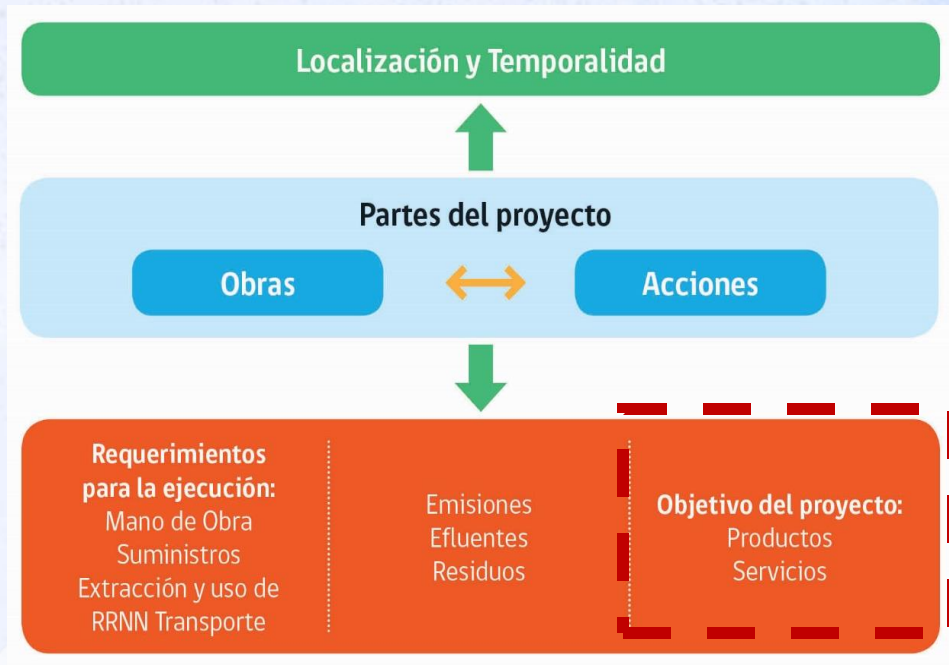 Localización y Temporalidad
Partes del proyecto
Obras
Acciones
Requerimientos
para la ejecución:
Mano de Obra
Suministros
Extracción y uso de
RRNN Transporte
Emisiones
Efluentes
Residuos
Objetivo del proyecto:
Productos
Servicios